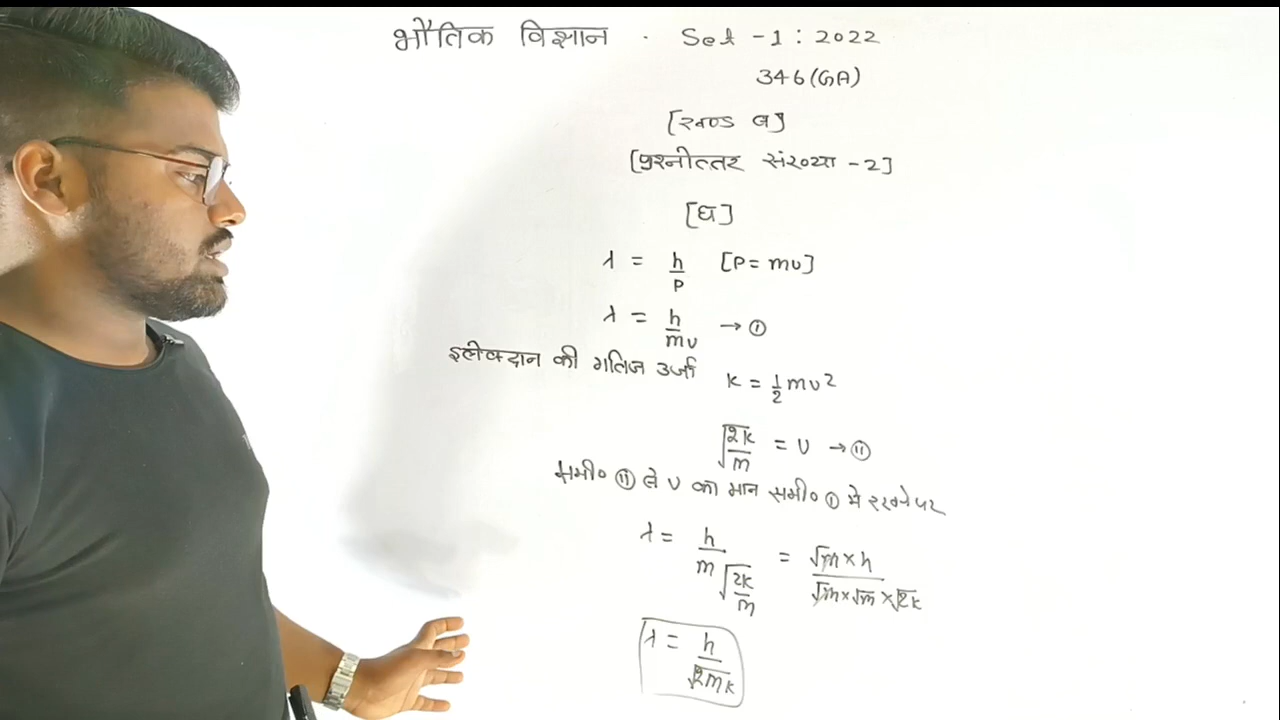 भौतिक विज्ञान . Set -1 : 2022
346(GA)
[खण्ड ब]
[प्रश्नोत्तर संख्या -2]
[घ]
λ = h/p [P = mv]
λ = h/mv → ①
इलेक्ट्रान की गतिज उर्जा K = 1/2 mv²
√(2K/m) = v → ⑪
समी० ⑪ से v का मान समी० ① मे रखने पर
λ = h/(m√(2K/m)) = (√m × h)/(√m × √m × √2K)
λ = h/√(2mK)